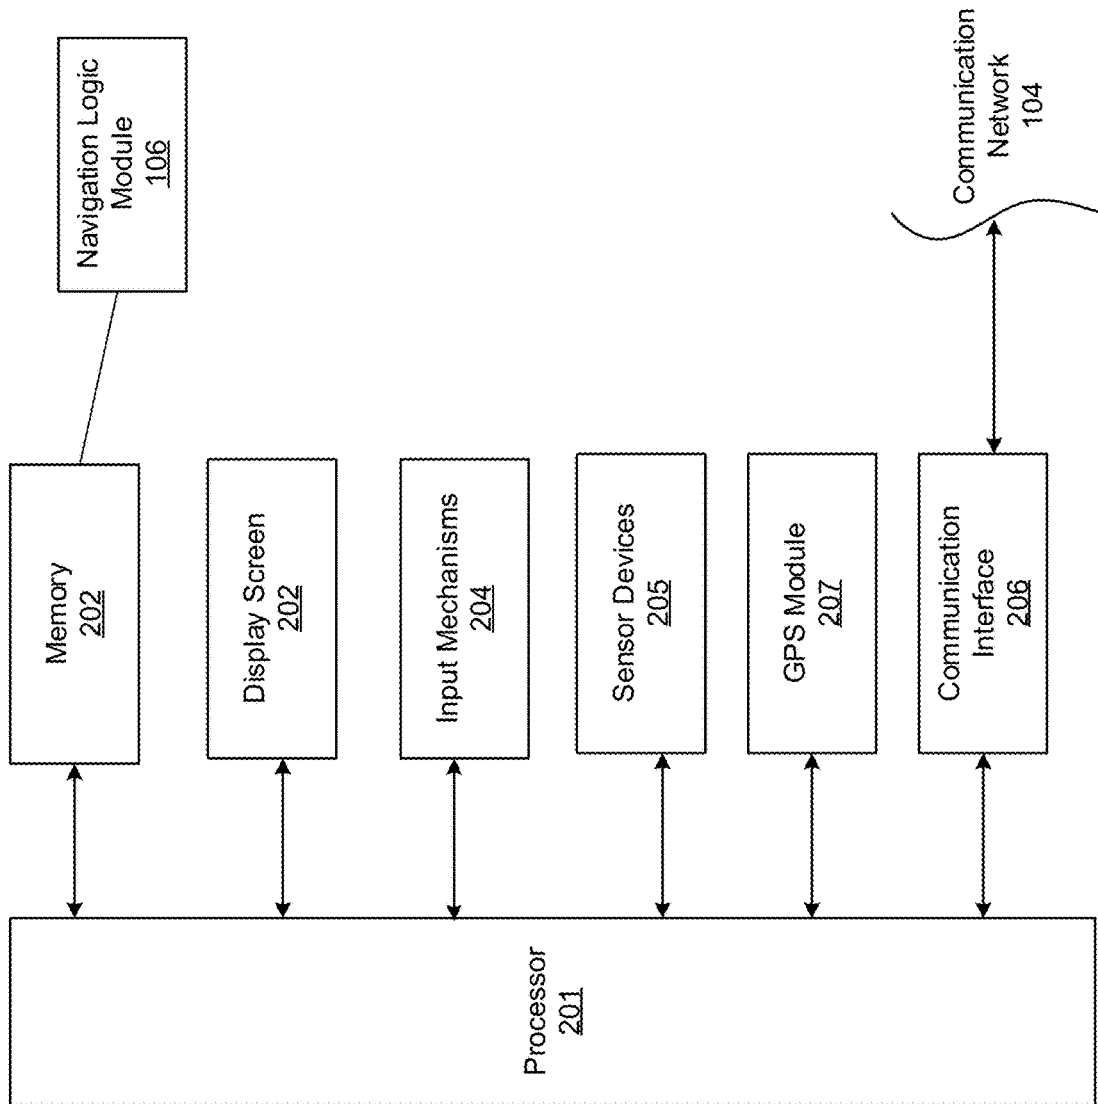 Navigation Logic
Module
106
Memory
202
Display Screen
202
Input Mechanisms
204
Sensor Devices
205
GPS Module
207
Communication
Interface
206
Communication
Network
104
Processor
201